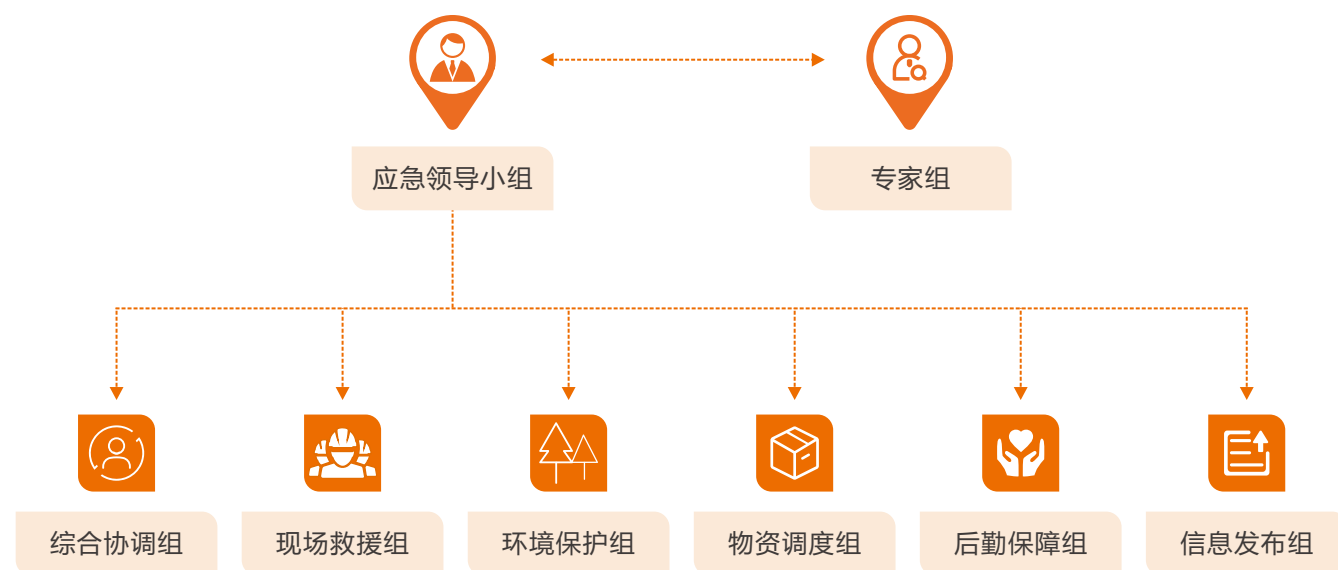 应急领导小组
专家组
综合协调组
现场救援组
环境保护组
物资调度组
后勤保障组
信息发布组